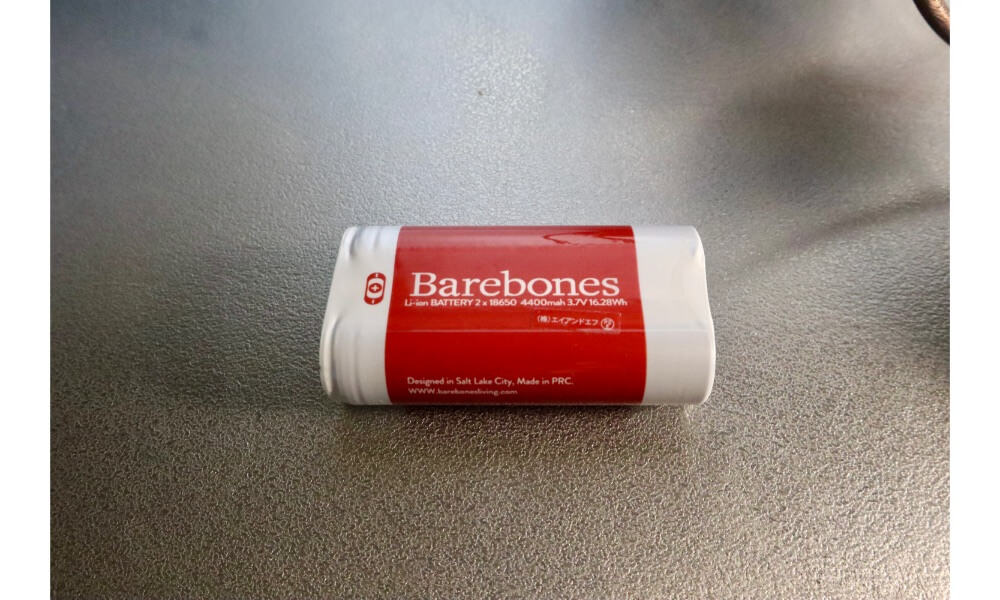 Barebones
Li-ion BATTERY 2 x 18650 4400mah 3.7V 16.28Wh
(株)エイアンドエフ
Designed in Salt Lake City, Made in PRC.
WWW.barebonesliving.com